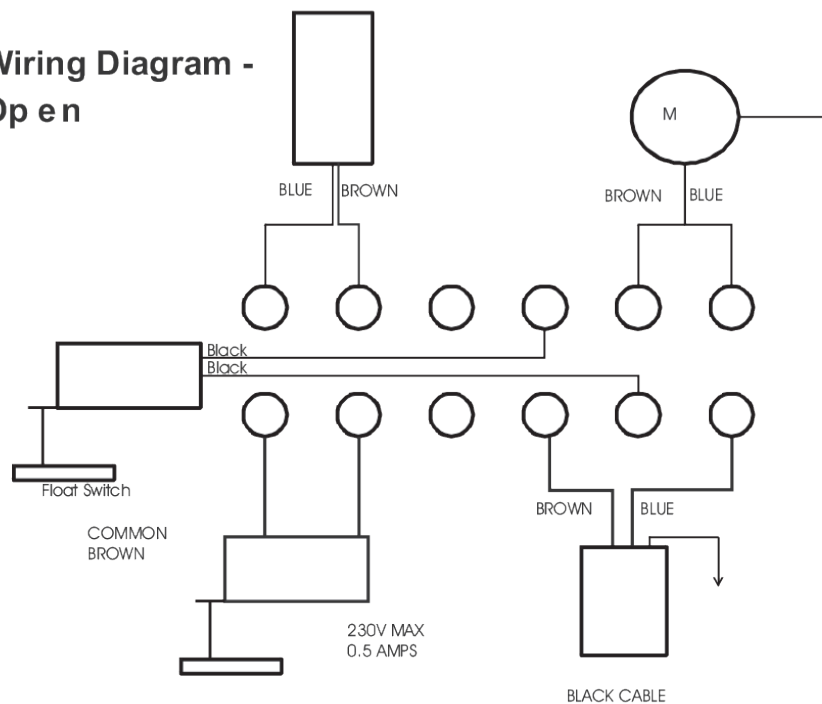 Wiring Diagram -
Open
M
BLUE
BROWN
BROWN
BLUE
Black
Black
Float Switch
BROWN
BLUE
COMMON
BROWN
230V MAX
0.5 AMPS
BLACK CABLE